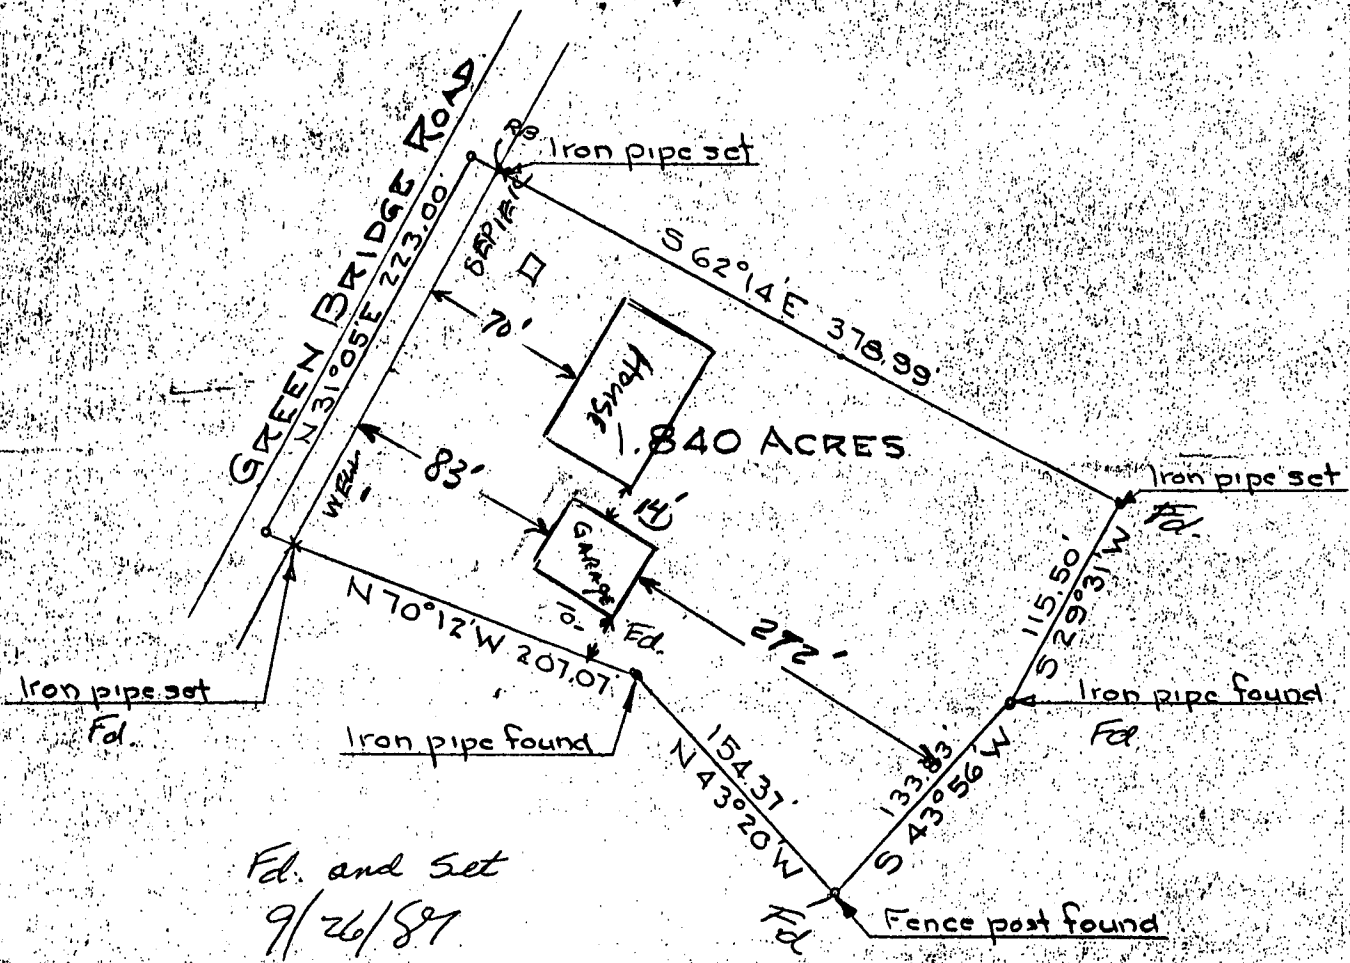 GREEN BRIDGE ROAD
N 31°05'E 223.00'
RB
Iron pipe set
SEPTIC
S 62°14'E 378.99'
70'
HOUSE
1.840 ACRES
83'
WELL
14'
GARAGE
Iron pipe set
Fd.
115.50'
S 29°31'W
272'
10'
Fd.
N 70°12'W 207.07'
Iron pipe set
Fd.
Iron pipe found
Iron pipe found
Fd.
133.83'
S 43°56'W
154.37'
N 43°20'W
Fd
Fence post found
Fd. and Set
9/26/87